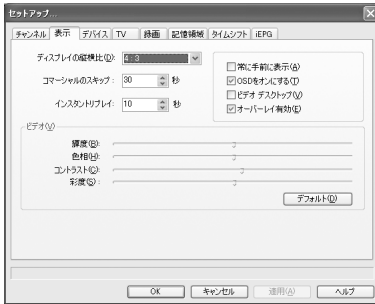 セットアップ...
チャンネル 表示 デバイス TV 録画 記憶領域 タイムシフト iEPG
ディスプレイの縦横比(D): 4:3
コマーシャルのスキップ: 30 秒
インスタントリプレイ: 10 秒
常に手前に表示(A)
OSDをオンにする(T)
ビデオ デスクトップ(V)
オーバーレイ有効(E)
ビデオ(V)
輝度(B):
色相(H):
コントラスト(C):
彩度(S):
デフォルト(D)
OK キャンセル 適用(A) ヘルプ